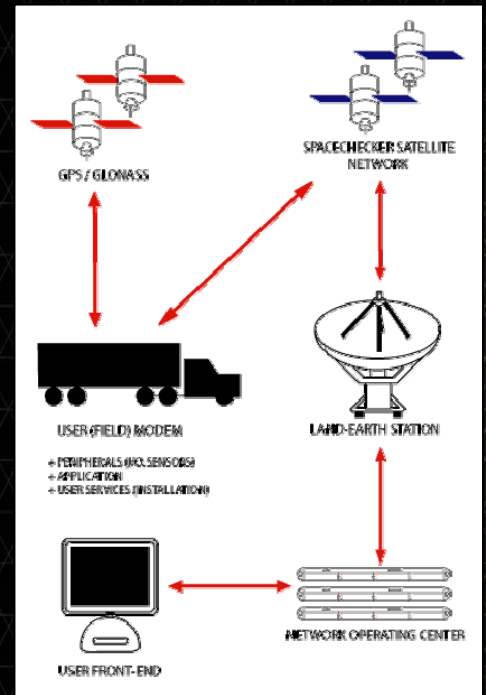 GPS / GLONASS
SPACECHECKER SATELLITE
NETWORK
USER (FIELD) MODEM
+ PERIPHERALS (I/O, SENSORS)
+ APPLICATION
+ USER SERVICES (INSTALLATION)
LAND-EARTH STATION
USER FRONT-END
NETWORK OPERATING CENTER